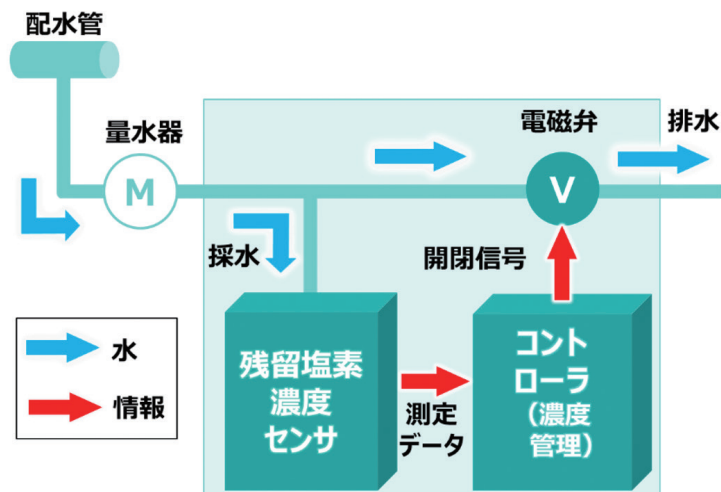 配水管
量水器
電磁弁
排水
M
V
採水
開閉信号
水
情報
残留塩素
濃度
センサ
測定
データ
コント
ローラ
（濃度
管理）